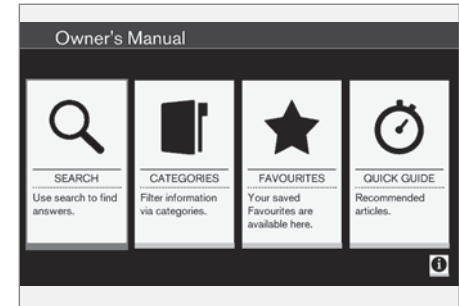 Owner's Manual
SEARCH
Use search to find
answers.
CATEGORIES
Filter information
via categories.
FAVOURITES
Your saved
Favourites are
available here.
QUICK GUIDE
Recommended
articles.